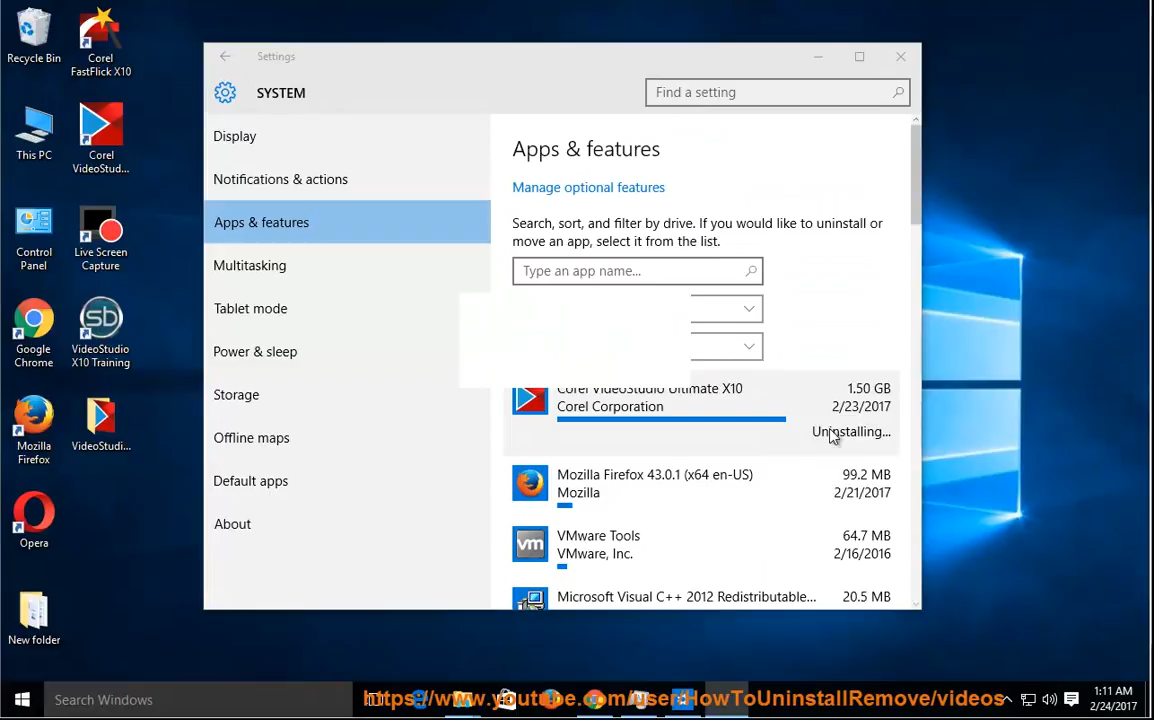 Recycle Bin
Corel
FastFlick X10
This PC
Corel
VideoStud...
Control
Panel
Live Screen
Capture
Google
Chrome
VideoStudio
X10 Training
Mozilla
Firefox
VideoStudi...
Opera
New folder
Settings
SYSTEM
Find a setting
Display
Notifications & actions
Apps & features
Multitasking
Tablet mode
Power & sleep
Storage
Offline maps
Default apps
About
Apps & features
Manage optional features
Search, sort, and filter by drive. If you would like to uninstall or
move an app, select it from the list.
Type an app name...
Corel VideoStudio Ultimate X10 1.50 GB
Corel Corporation 2/23/2017
Uninstalling...
Mozilla Firefox 43.0.1 (x64 en-US) 99.2 MB
Mozilla 2/21/2017
VMware Tools 64.7 MB
VMware, Inc. 2/16/2016
Microsoft Visual C++ 2012 Redistributable... 20.5 MB
Search Windows
https://www.youtube.com/user/HowToUninstallRemove/videos
1:11 AM
2/24/2017